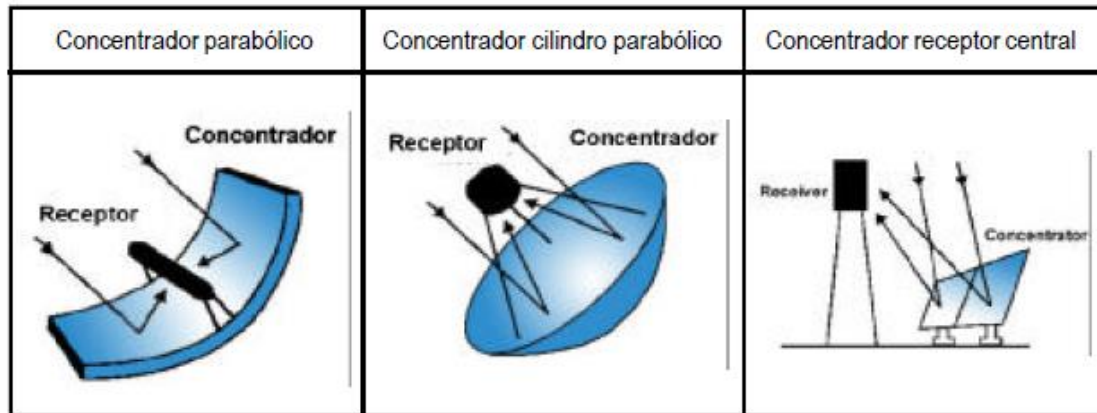 Concentrador parabólico
Concentrador cilindro parabólico
Concentrador receptor central
Concentrador
Receptor
Receptor
Concentrador
Receiver
Concentrator